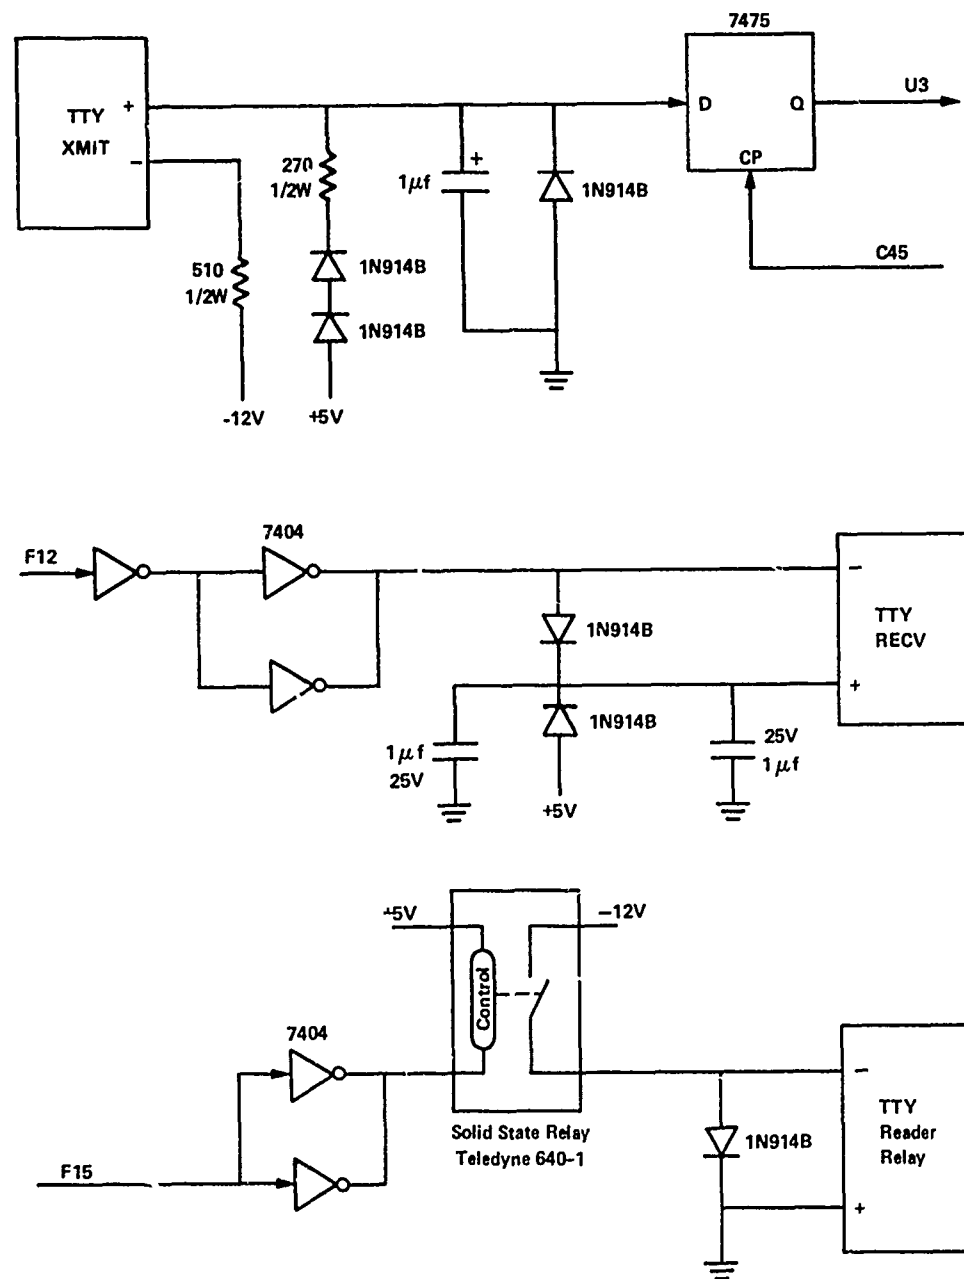 7475
TTY
XMIT
+
−
D
Q
CP
U3
C45
270
1/2W
+
1μf
1N914B
510
1/2W
1N914B
1N914B
-12V
+5V
F12
7404
−
TTY
RECV
+
1N914B
1N914B
1μf
25V
25V
1μf
+5V
+5V
−12V
Control
7404
Solid State Relay
Teledyne 640-1
F15
1N914B
−
TTY
Reader
Relay
+